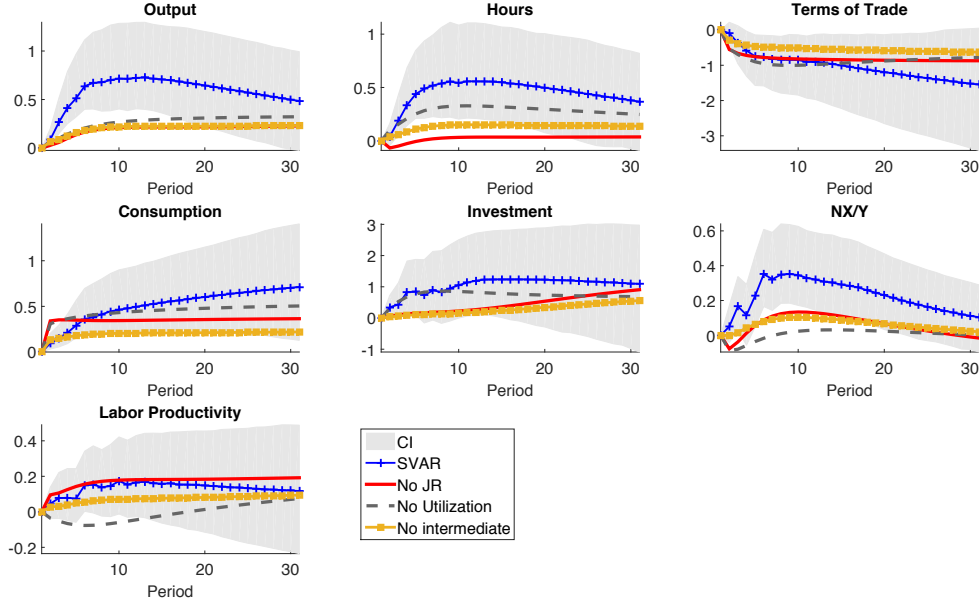 Output
1
0.5
0
10 20 30
Period
Hours
1
0.5
0
10 20 30
Period
Terms of Trade
0
-1
-2
-3
10 20 30
Period
Consumption
1
0.5
0
10 20 30
Period
Investment
3
2
1
0
-1
10 20 30
Period
NX/Y
0.6
0.4
0.2
0
10 20 30
Period
Labor Productivity
0.4
0.2
0
-0.2
10 20 30
Period
CI
SVAR
No JR
No Utilization
No intermediate